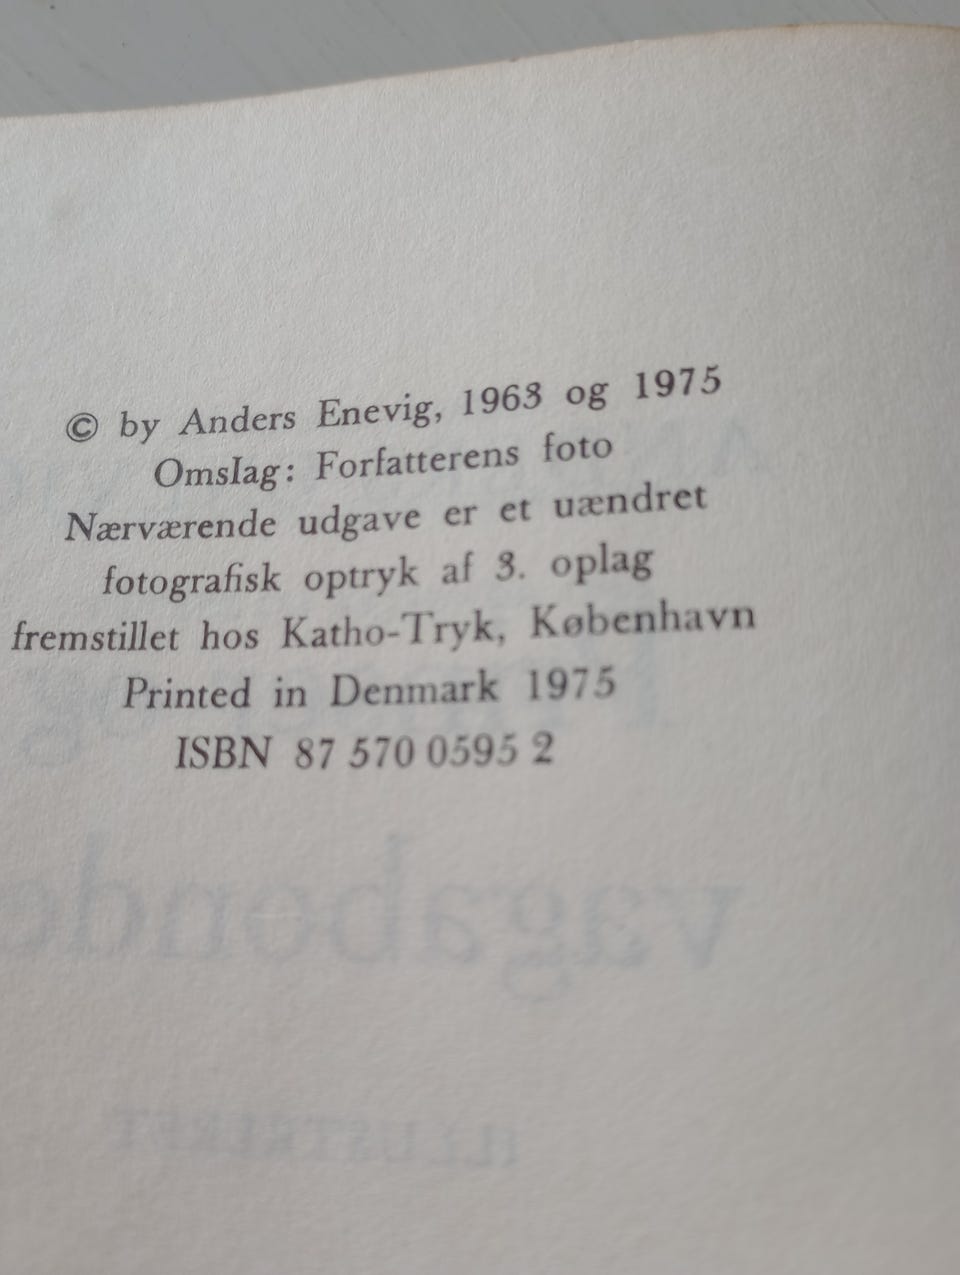 © by Anders Enevig, 1963 og 1975
Omslag: Forfatterens foto
Nærværende udgave er et uændret
fotografisk optryk af 3. oplag
fremstillet hos Katho-Tryk, København
Printed in Denmark 1975
ISBN 87 570 0595 2